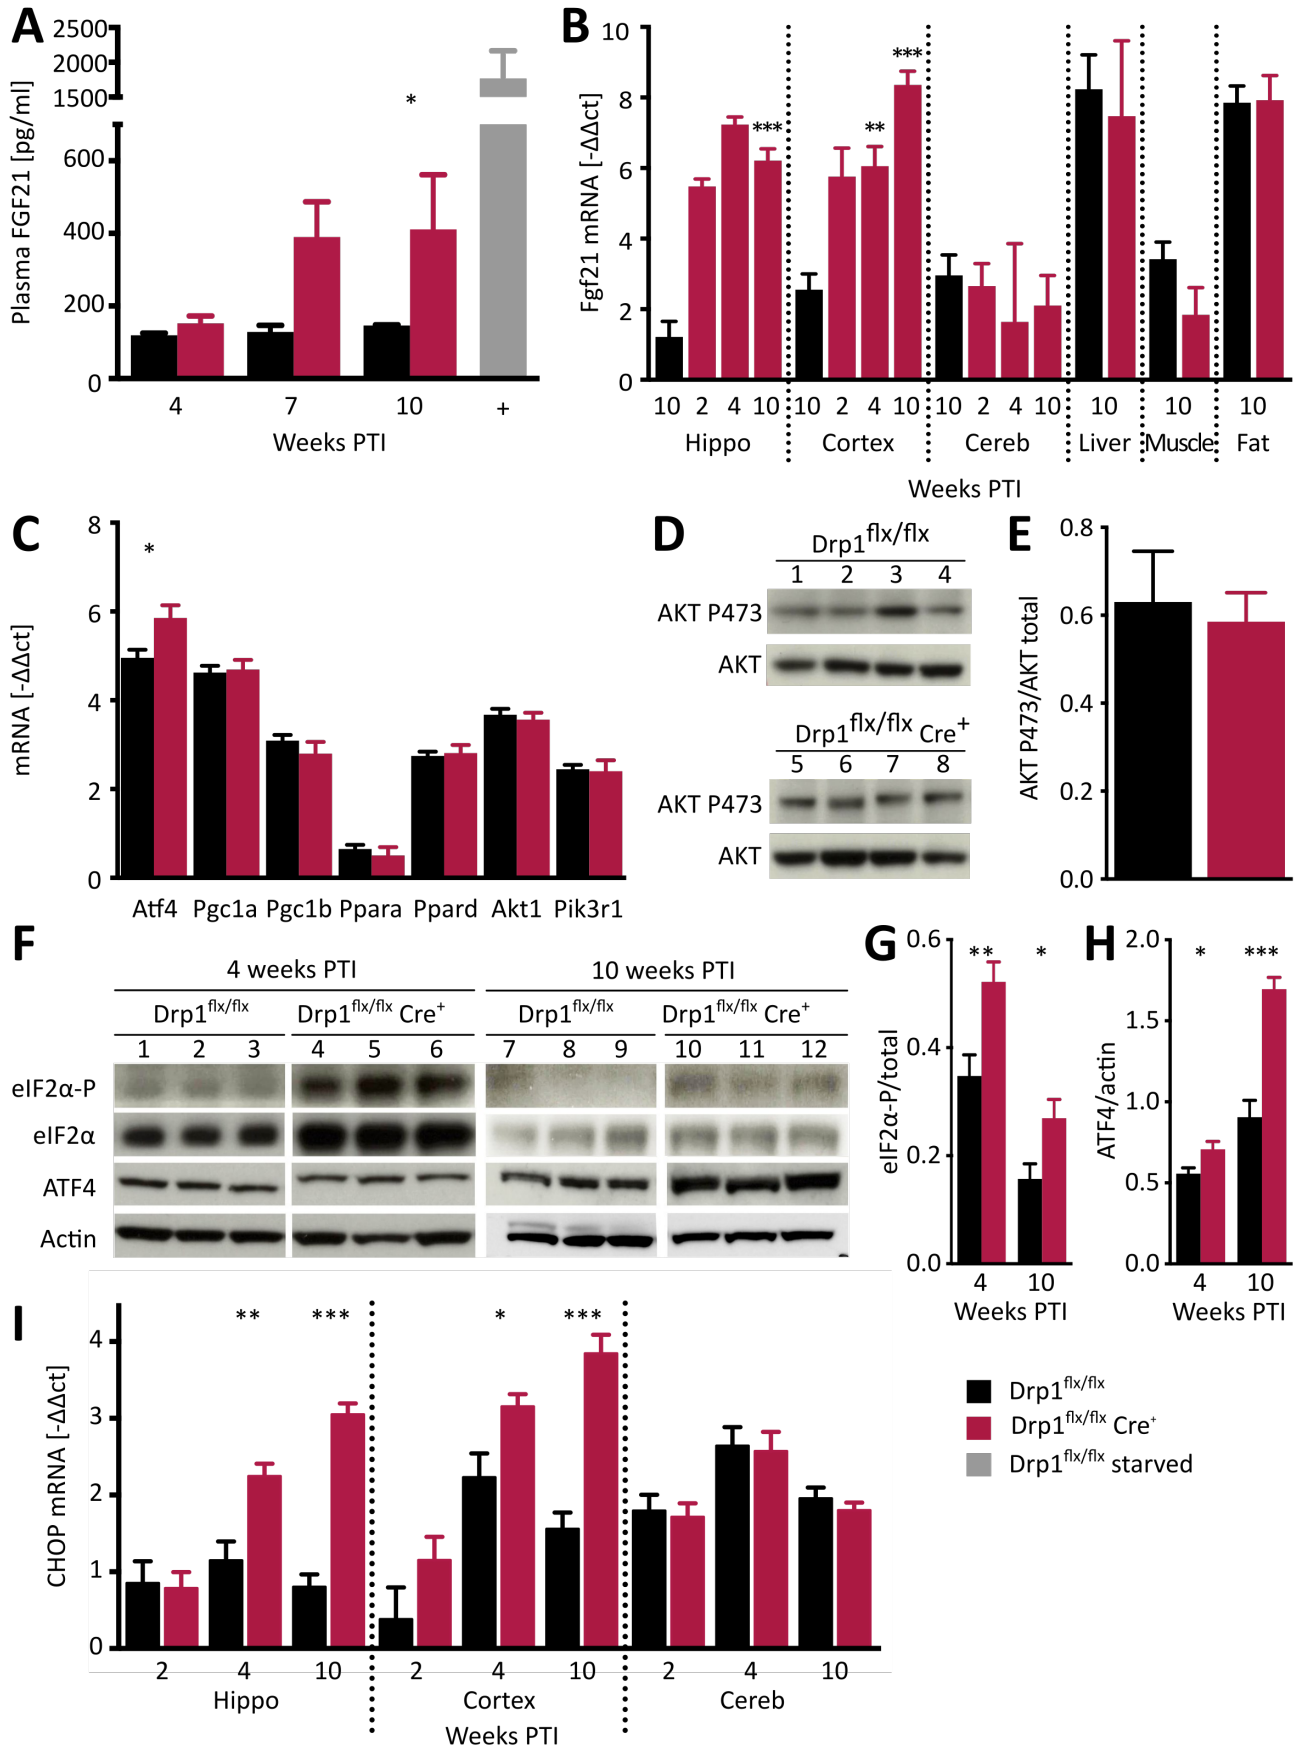 A
Plasma FGF21 [pg/ml]
2500
2000
1500
600
400
200
0
*
4 7 10 +
Weeks PTI
B
Fgf21 mRNA [-ΔΔct]
10
8
6
4
2
0
*** ** ***
10 2 4 10 10 2 4 10 10 2 4 10 10 10 10
Hippo Cortex Cereb Liver Muscle Fat
Weeks PTI
C
mRNA [-ΔΔct]
8
6
4
2
0
*
Atf4 Pgc1a Pgc1b Ppara Ppard Akt1 Pik3r1
D
Drp1flx/flx
1 2 3 4
AKT P473
AKT
Drp1flx/flx Cre+
5 6 7 8
AKT P473
AKT
E
AKT P473/AKT total
0.8
0.6
0.4
0.2
0.0
F
4 weeks PTI 10 weeks PTI
Drp1flx/flx Drp1flx/flx Cre+ Drp1flx/flx Drp1flx/flx Cre+
1 2 3 4 5 6 7 8 9 10 11 12
eIF2α-P
eIF2α
ATF4
Actin
G
eIF2α-P/total
0.6
0.4
0.2
0.0
** *
4 10
Weeks PTI
H
ATF4/actin
2.0
1.5
1.0
0.5
0.0
* ***
4 10
Weeks PTI
I
CHOP mRNA [-ΔΔct]
4
3
2
1
0
** *** * ***
2 4 10 2 4 10 2 4 10
Hippo Cortex Cereb
Weeks PTI
Drp1flx/flx
Drp1flx/flx Cre+
Drp1flx/flx starved